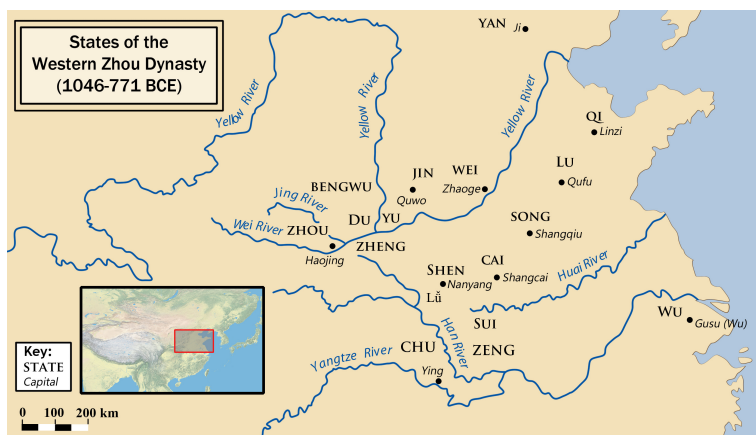 States of the
Western Zhou Dynasty
(1046-771 BCE)
YAN
Ji
Yellow River
Yellow River
Yellow River
QI
Linzi
LU
Qufu
BENGWU
JIN
Quwo
WEI
Zhaoge
Jing River
Wei River
ZHOU
Haojing
DU
YU
ZHENG
SONG
Shangqiu
CAI
Shangcai
SHEN
Nanyang
Lǚ
Huai River
Han River
SUI
ZENG
CHU
Ying
Yangtze River
WU
Gusu (Wu)
Key:
STATE
Capital
0 100 200 km